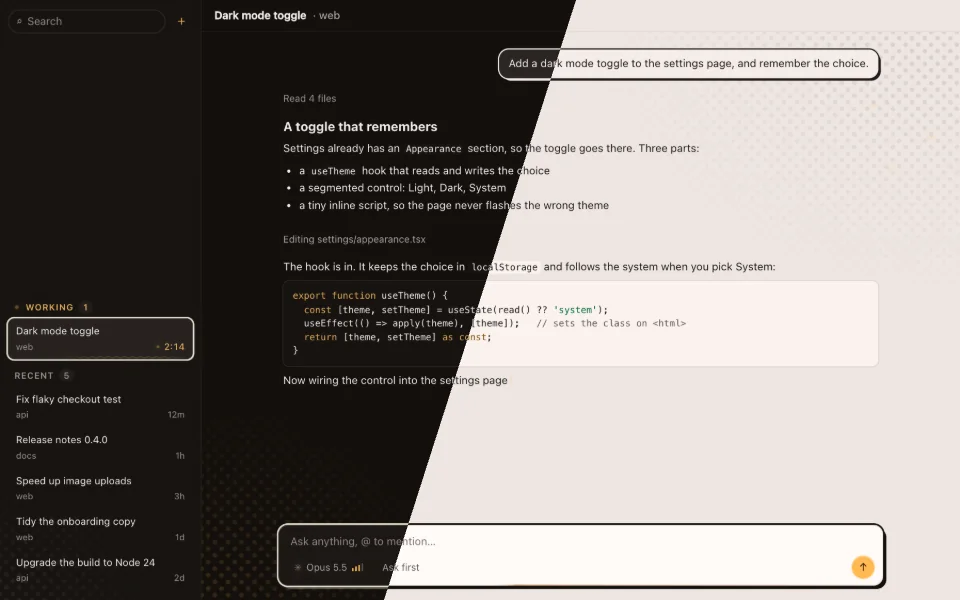 Search
+
WORKING 1
Dark mode toggle
web 2:14
RECENT 5
Fix flaky checkout test
api 12m
Release notes 0.4.0
docs 1h
Speed up image uploads
web 3h
Tidy the onboarding copy
web 1d
Upgrade the build to Node 24
api 2d
Dark mode toggle · web
Add a dark mode toggle to the settings page, and remember the choice.
Read 4 files
A toggle that remembers
Settings already has an Appearance section, so the toggle goes there. Three parts:
• a useTheme hook that reads and writes the choice
• a segmented control: Light, Dark, System
• a tiny inline script, so the page never flashes the wrong theme
Editing settings/appearance.tsx
The hook is in. It keeps the choice in localStorage and follows the system when you pick System:
export function useTheme() {
const [theme, setTheme] = useState(read() ?? 'system');
useEffect(() => apply(theme), [theme]); // sets the class on <html>
return [theme, setTheme] as const;
}
Now wiring the control into the settings page
Ask anything, @ to mention...
Opus 5.5 Ask first